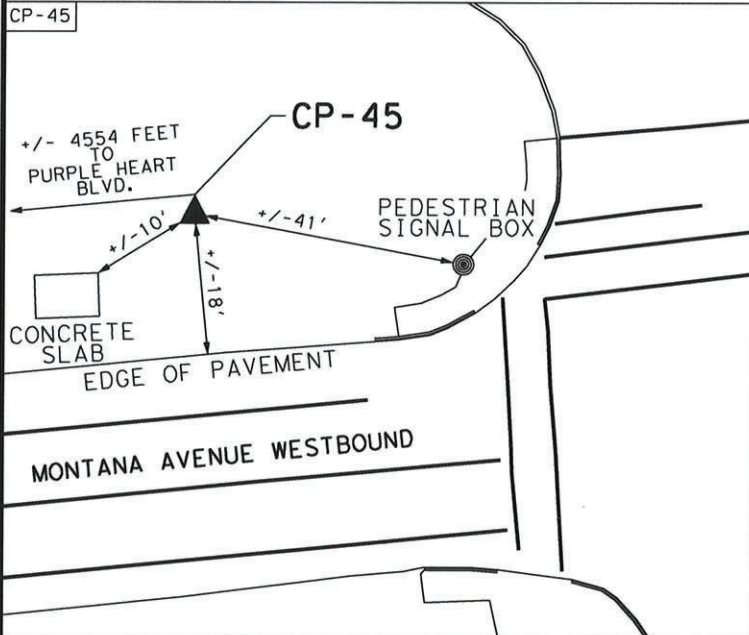 CP-45
CP-45
+/- 4554 FEET
TO
PURPLE HEART
BLVD.
+/-10'
+/-41'
+/-18'
PEDESTRIAN
SIGNAL BOX
CONCRETE
SLAB
EDGE OF PAVEMENT
MONTANA AVENUE WESTBOUND